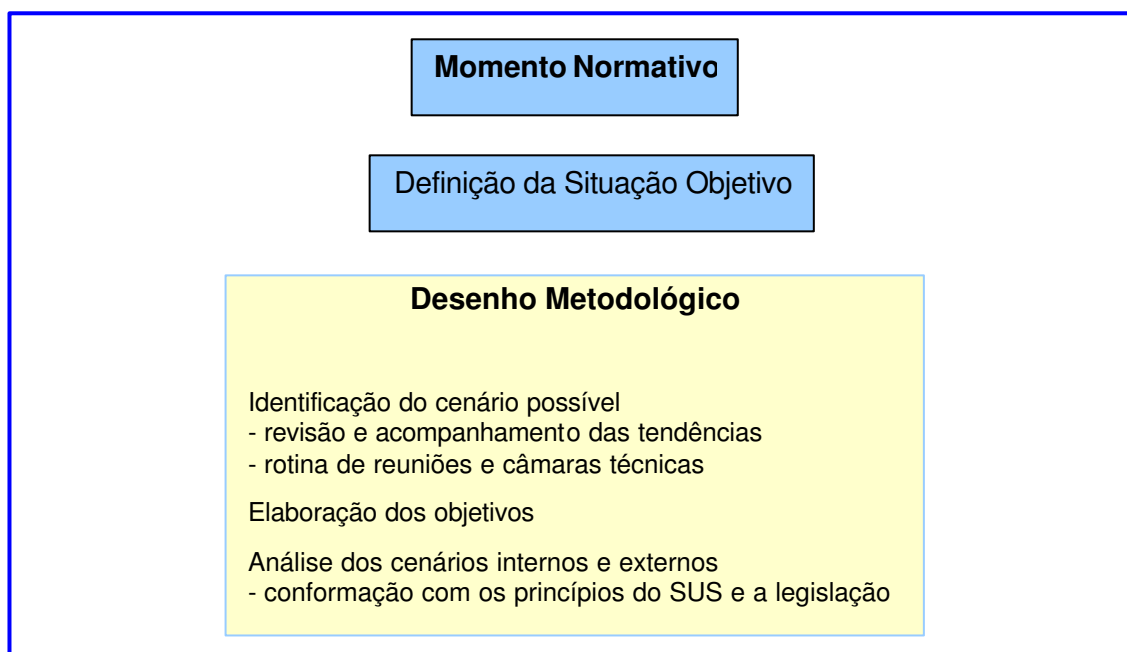 Momento Normativo
Definição da Situação Objetivo
Desenho Metodológico
Identificação do cenário possível
- revisão e acompanhamento das tendências
- rotina de reuniões e câmaras técnicas
Elaboração dos objetivos
Análise dos cenários internos e externos
- conformação com os princípios do SUS e a legislação